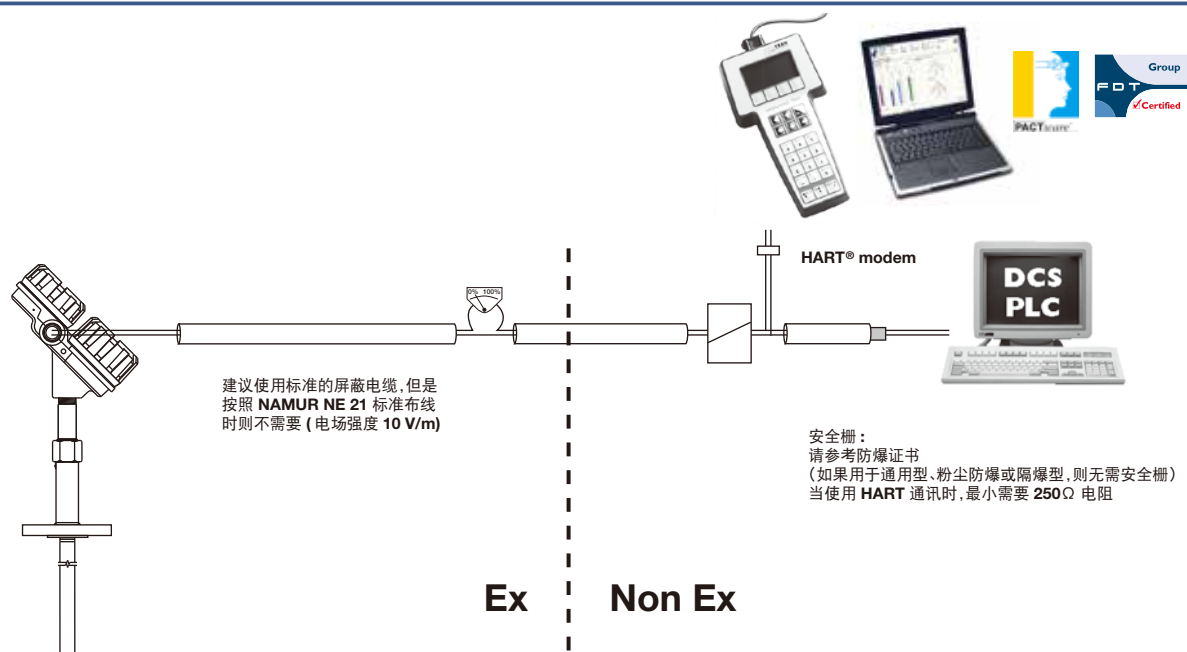 PACTware
FDT
Group
Certified
HART® modem
DCS
PLC
0% 100%
建议使用标准的屏蔽电缆,但是
按照 NAMUR NE 21 标准布线
时则不需要 ( 电场强度 10 V/m)
安全栅 :
请参考防爆证书
(如果用于通用型、粉尘防爆或隔爆型,则无需安全栅)
当使用 HART 通讯时,最小需要 250Ω 电阻
Ex
Non Ex